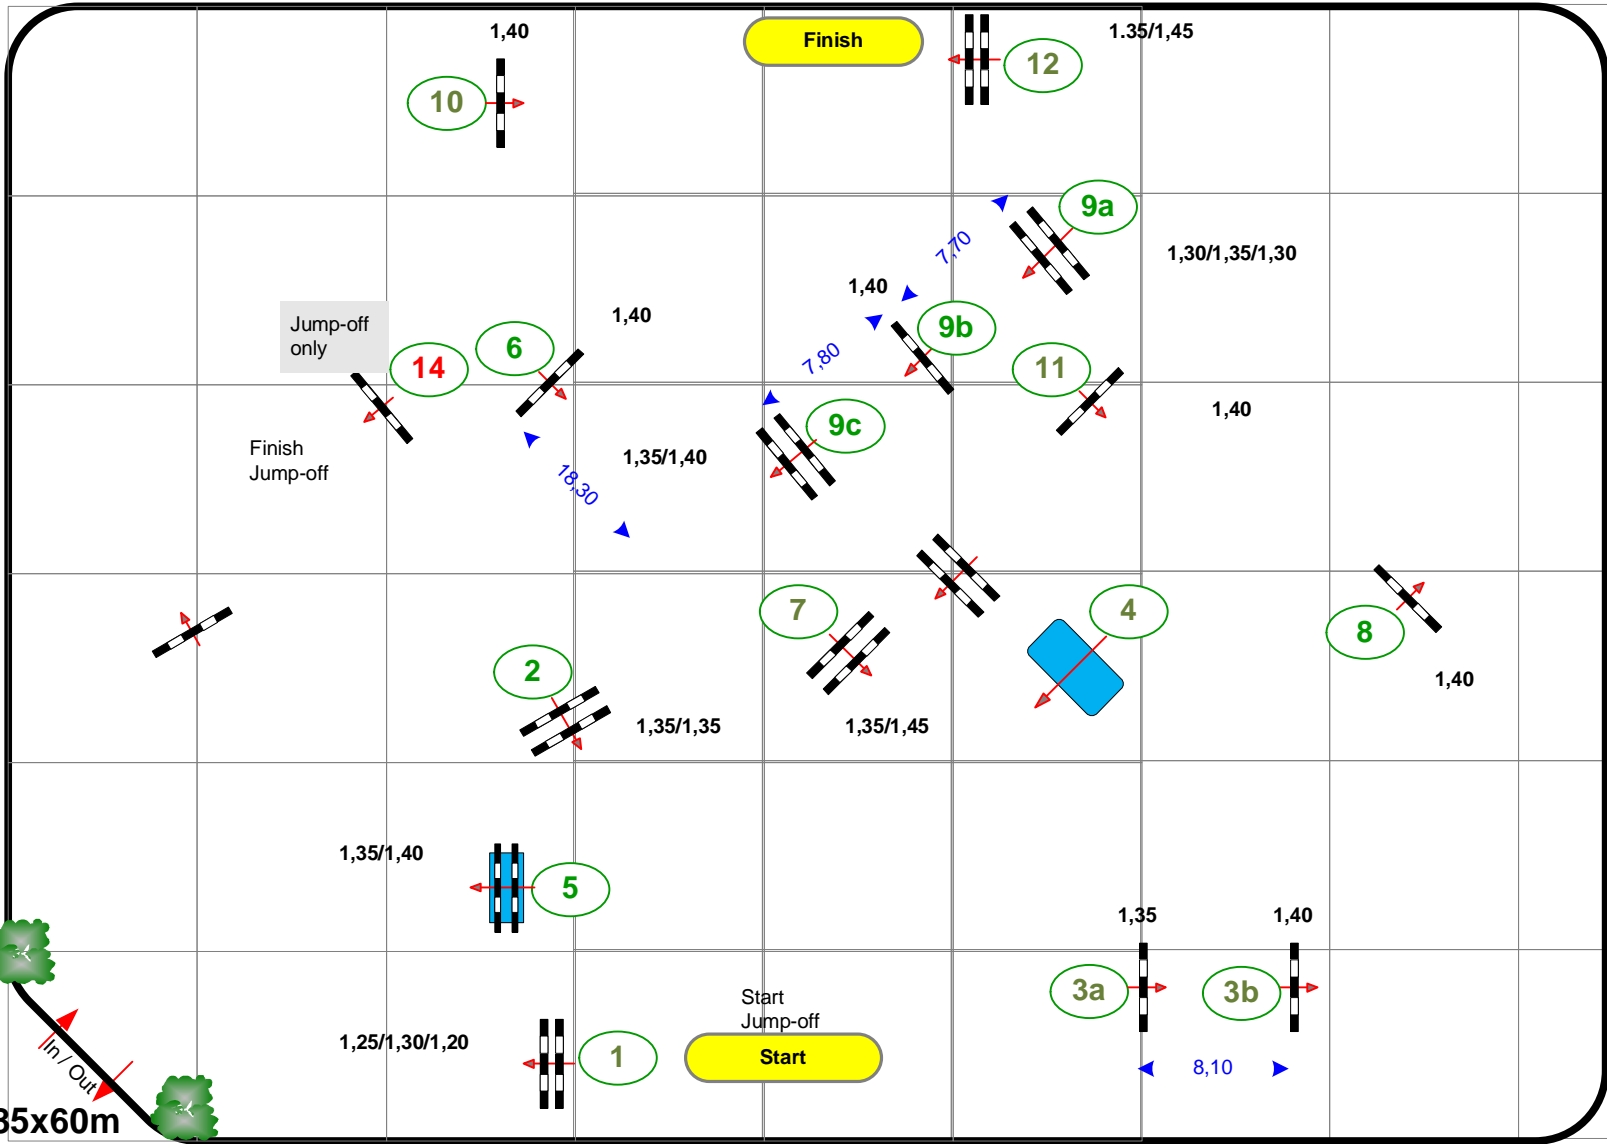 1,40
Finish
1.35/1,45
12
10
9a
7,70
1,30/1,35/1,30
1,40
1,40
Jump-off
only
9b
6
7,80
14
11
1,40
9c
Finish
Jump-off
1,35/1,40
18,30
7
4
8
2
1,40
1,35/1,35
1,35/1,45
1,35/1,40
5
1,35
1,40
3a
3b
Start
Jump-off
1,25/1,30/1,20
1
Start
8,10
In / Out
35x60m